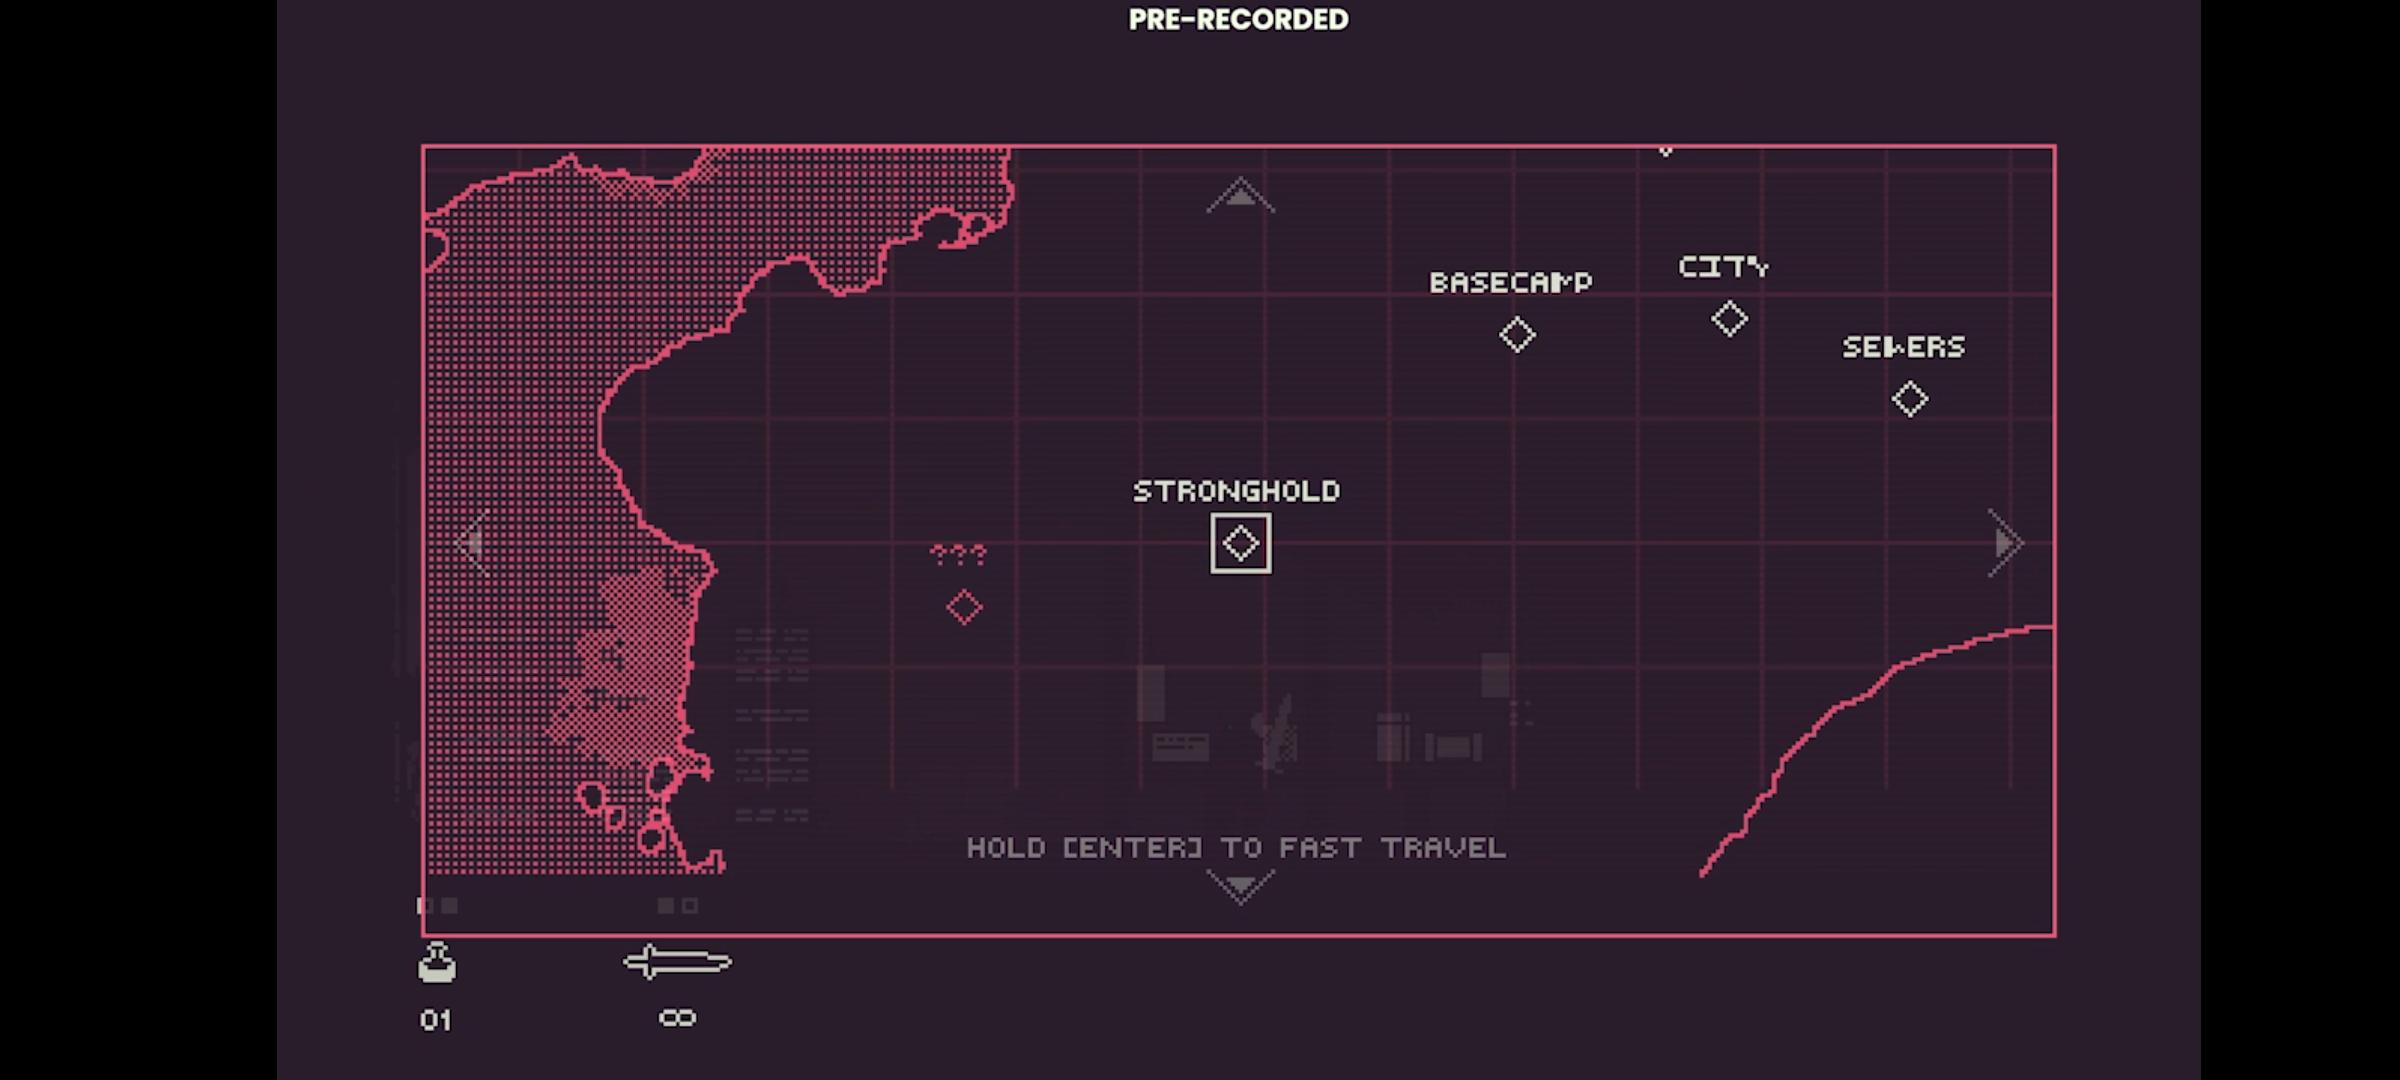 PRE-RECORDED
CITY
BASECAMP
SEWERS
STRONGHOLD
???
HOLD [ENTER] TO FAST TRAVEL
01
∞